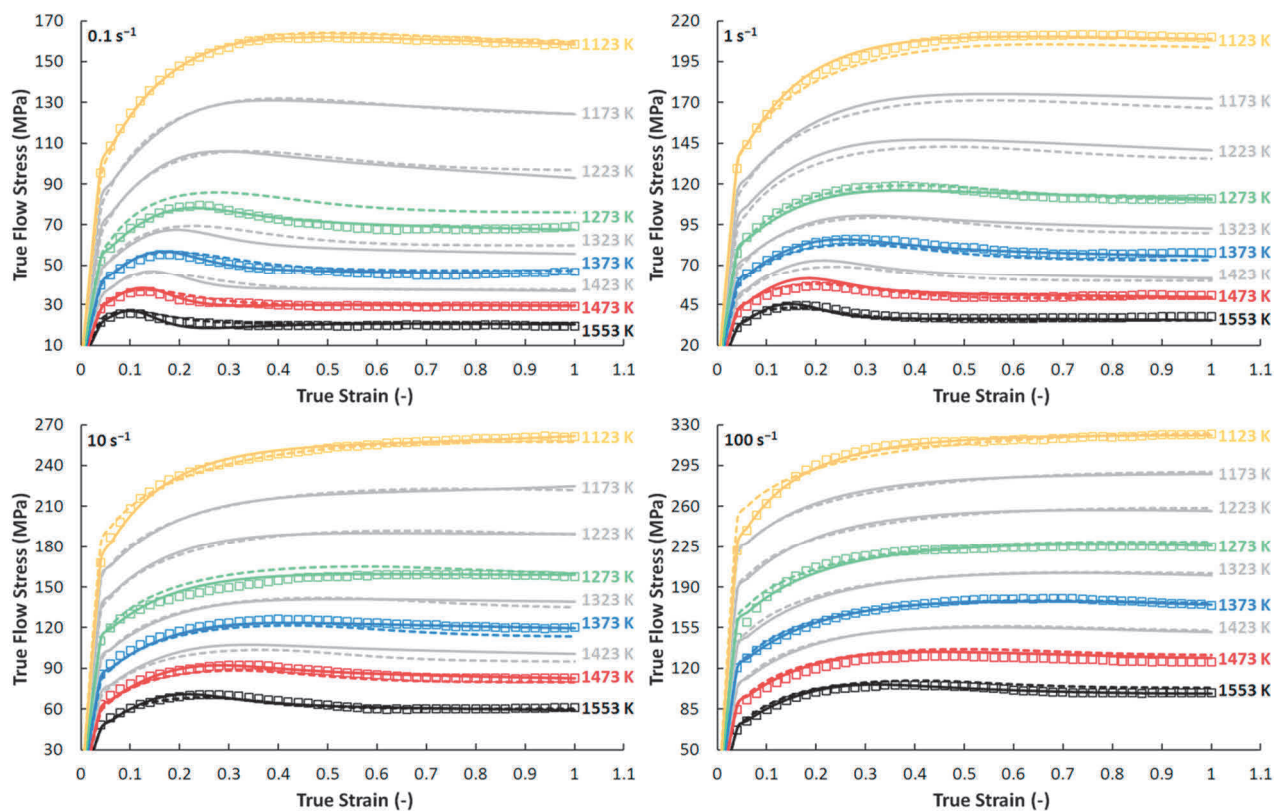 True Flow Stress (MPa)
170
150
130
110
90
70
50
30
10
0.1 s⁻¹
1123 K
1173 K
1223 K
1273 K
1323 K
1373 K
1423 K
1473 K
1553 K
0 0.1 0.2 0.3 0.4 0.5 0.6 0.7 0.8 0.9 1 1.1
True Strain (-)
True Flow Stress (MPa)
220
195
170
145
120
95
70
45
20
1 s⁻¹
1123 K
1173 K
1223 K
1273 K
1323 K
1373 K
1423 K
1473 K
1553 K
0 0.1 0.2 0.3 0.4 0.5 0.6 0.7 0.8 0.9 1 1.1
True Strain (-)
True Flow Stress (MPa)
270
240
210
180
150
120
90
60
30
10 s⁻¹
1123 K
1173 K
1223 K
1273 K
1323 K
1373 K
1423 K
1473 K
1553 K
0 0.1 0.2 0.3 0.4 0.5 0.6 0.7 0.8 0.9 1 1.1
True Strain (-)
True Flow Stress (MPa)
330
295
260
225
190
155
120
85
50
100 s⁻¹
1123 K
1173 K
1223 K
1273 K
1323 K
1373 K
1423 K
1473 K
1553 K
0 0.1 0.2 0.3 0.4 0.5 0.6 0.7 0.8 0.9 1 1.1
True Strain (-)